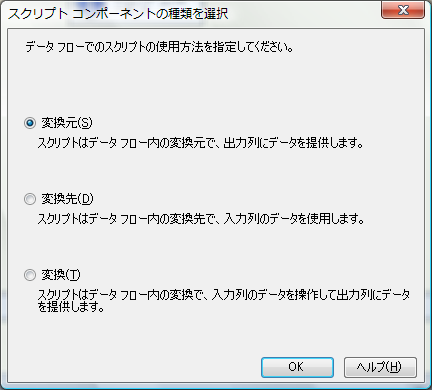 スクリプト コンポーネントの種類を選択
データ フローでのスクリプトの使用方法を指定してください。
変換元(S)
スクリプトはデータ フロー内の変換元で、出力列にデータを提供します。
変換先(D)
スクリプトはデータ フロー内の変換先で、入力列のデータを使用します。
変換(T)
スクリプトはデータ フロー内の変換で、入力列のデータを操作して出力列にデータ
を提供します。
OK
ヘルプ(H)